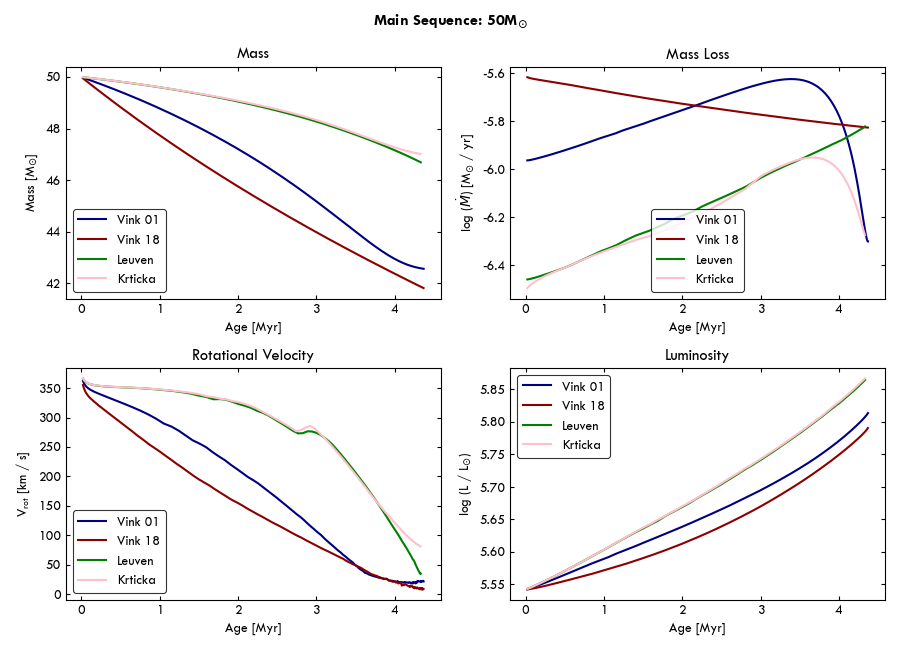 Main Sequence: 50M⊙
Mass
Mass [M⊙]
50
48
46
44
42
0 1 2 3 4
Age [Myr]
Vink 01
Vink 18
Leuven
Krticka
Mass Loss
log (Ṁ) [M⊙ / yr]
-5.6
-5.8
-6.0
-6.2
-6.4
0 1 2 3 4
Age [Myr]
Vink 01
Vink 18
Leuven
Krticka
Rotational Velocity
Vrot [km / s]
350
300
250
200
150
100
50
0
0 1 2 3 4
Age [Myr]
Vink 01
Vink 18
Leuven
Krticka
Luminosity
log (L / L⊙)
5.85
5.80
5.75
5.70
5.65
5.60
5.55
0 1 2 3 4
Age [Myr]
Vink 01
Vink 18
Leuven
Krticka